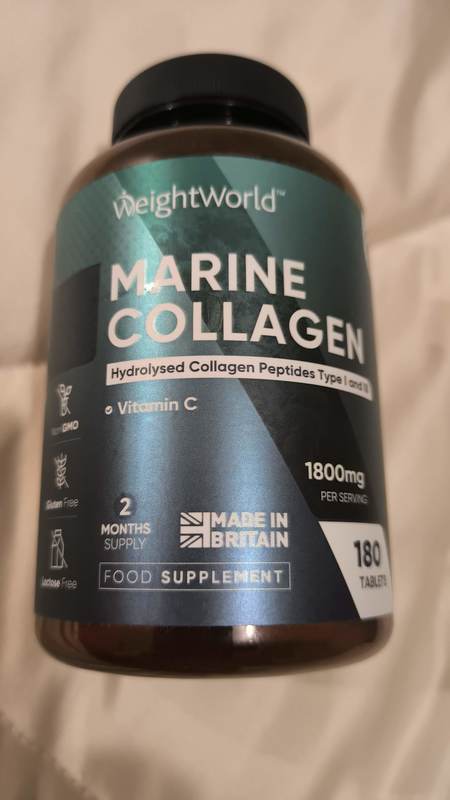 WeightWorld™
MARINE
COLLAGEN
Hydrolysed Collagen Peptides Type I and III
Vitamin C
Non GMO
Gluten Free
Lactose Free
1800mg
PER SERVING
2
MONTHS
SUPPLY
MADE IN
BRITAIN
180
TABLETS
FOOD SUPPLEMENT